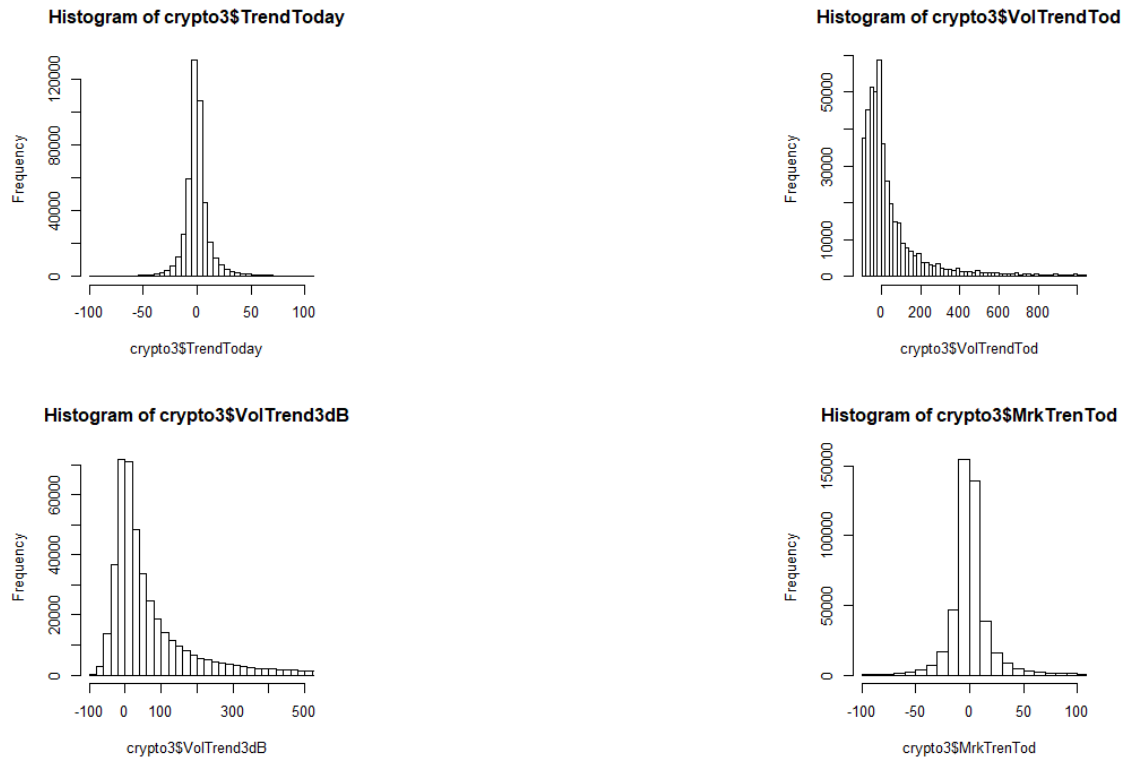 Histogram of crypto3$TrendToday
Frequency
0 40000 80000 120000
-100 -50 0 50 100
crypto3$TrendToday
Histogram of crypto3$VolTrendTod
Frequency
0 10000 30000 50000
0 200 400 600 800
crypto3$VolTrendTod
Histogram of crypto3$VolTrend3dB
Frequency
0 20000 40000 60000
-100 0 100 300 500
crypto3$VolTrend3dB
Histogram of crypto3$MrkTrenTod
Frequency
0 50000 100000 150000
-100 -50 0 50 100
crypto3$MrkTrenTod